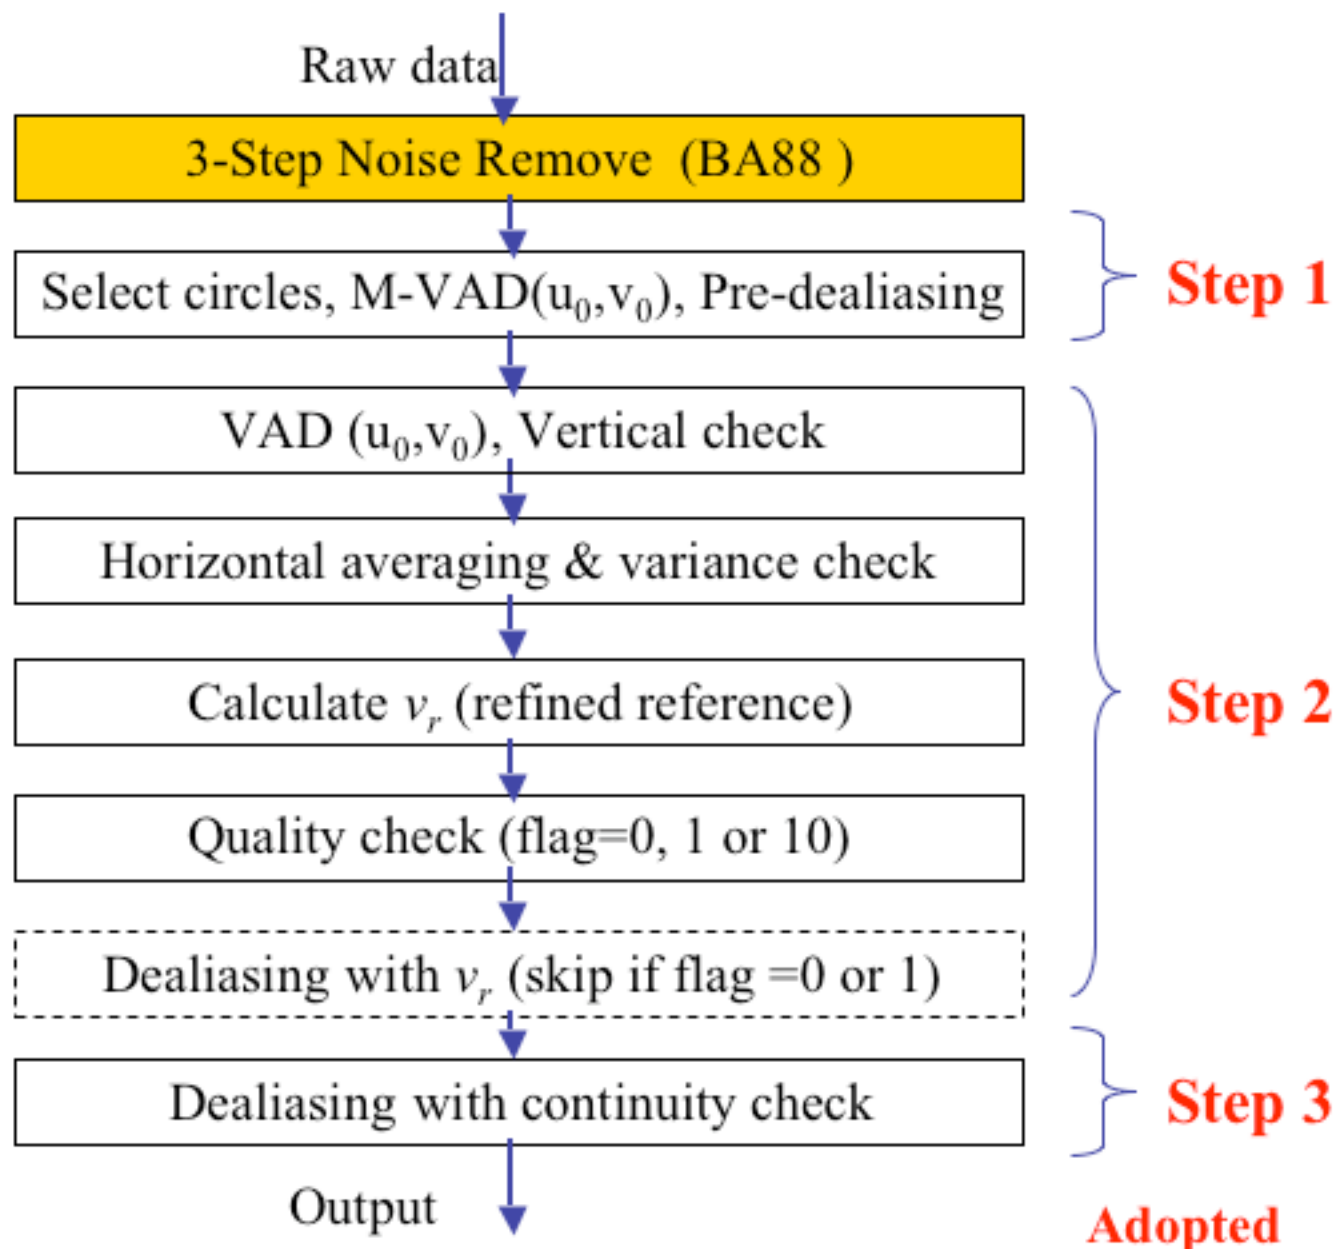 Raw data
3-Step Noise Remove (BA88 )
Select circles, M-VAD(u₀,v₀), Pre-dealiasing
Step 1
VAD (u₀,v₀), Vertical check
Horizontal averaging & variance check
Calculate vᵣ (refined reference)
Step 2
Quality check (flag=0, 1 or 10)
Dealiasing with vᵣ (skip if flag =0 or 1)
Dealiasing with continuity check
Step 3
Output
Adopted